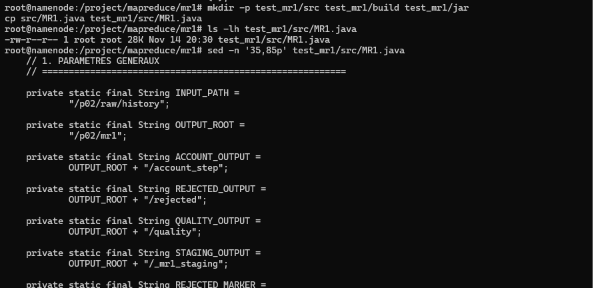 root@namenode:/project/mapreduce/mr1# mkdir -p test_mr1/src test_mr1/build test_mr1/jar
cp src/MR1.java test_mr1/src/MR1.java
root@namenode:/project/mapreduce/mr1# ls -lh test_mr1/src/MR1.java
-rw-r--r-- 1 root root 28K Nov 14 20:30 test_mr1/src/MR1.java
root@namenode:/project/mapreduce/mr1# sed -n '35,85p' test_mr1/src/MR1.java
    // 1. PARAMETRES GENERAUX
    // =========================================================

    private static final String INPUT_PATH =
            "/p02/raw/history";

    private static final String OUTPUT_ROOT =
            "/p02/mr1";

    private static final String ACCOUNT_OUTPUT =
            OUTPUT_ROOT + "/account_step";

    private static final String REJECTED_OUTPUT =
            OUTPUT_ROOT + "/rejected";

    private static final String QUALITY_OUTPUT =
            OUTPUT_ROOT + "/quality";

    private static final String STAGING_OUTPUT =
            OUTPUT_ROOT + "/_mr1_staging";

    private static final String REJECTED_MARKER =